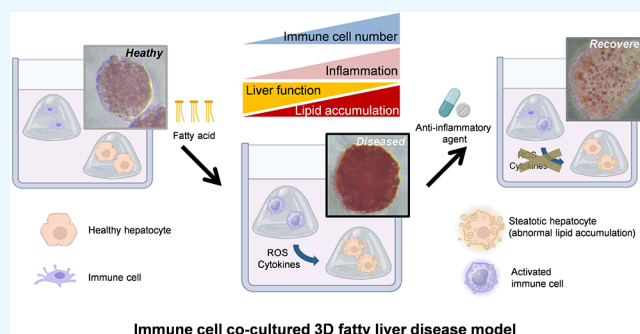 Heathy
Immune cell number
Inflammation
Liver function
Lipid accumulation
Recovere
Fatty acid
Anti-inflammatory
agent
Diseased
ROS
Cytokines
ROS
Cytokines
Healthy hepatocyte
Immune cell
Steatotic hepatocyte
(abnormal lipid accumulation)
Activated
immune cell
Immune cell co-cultured 3D fatty liver disease model